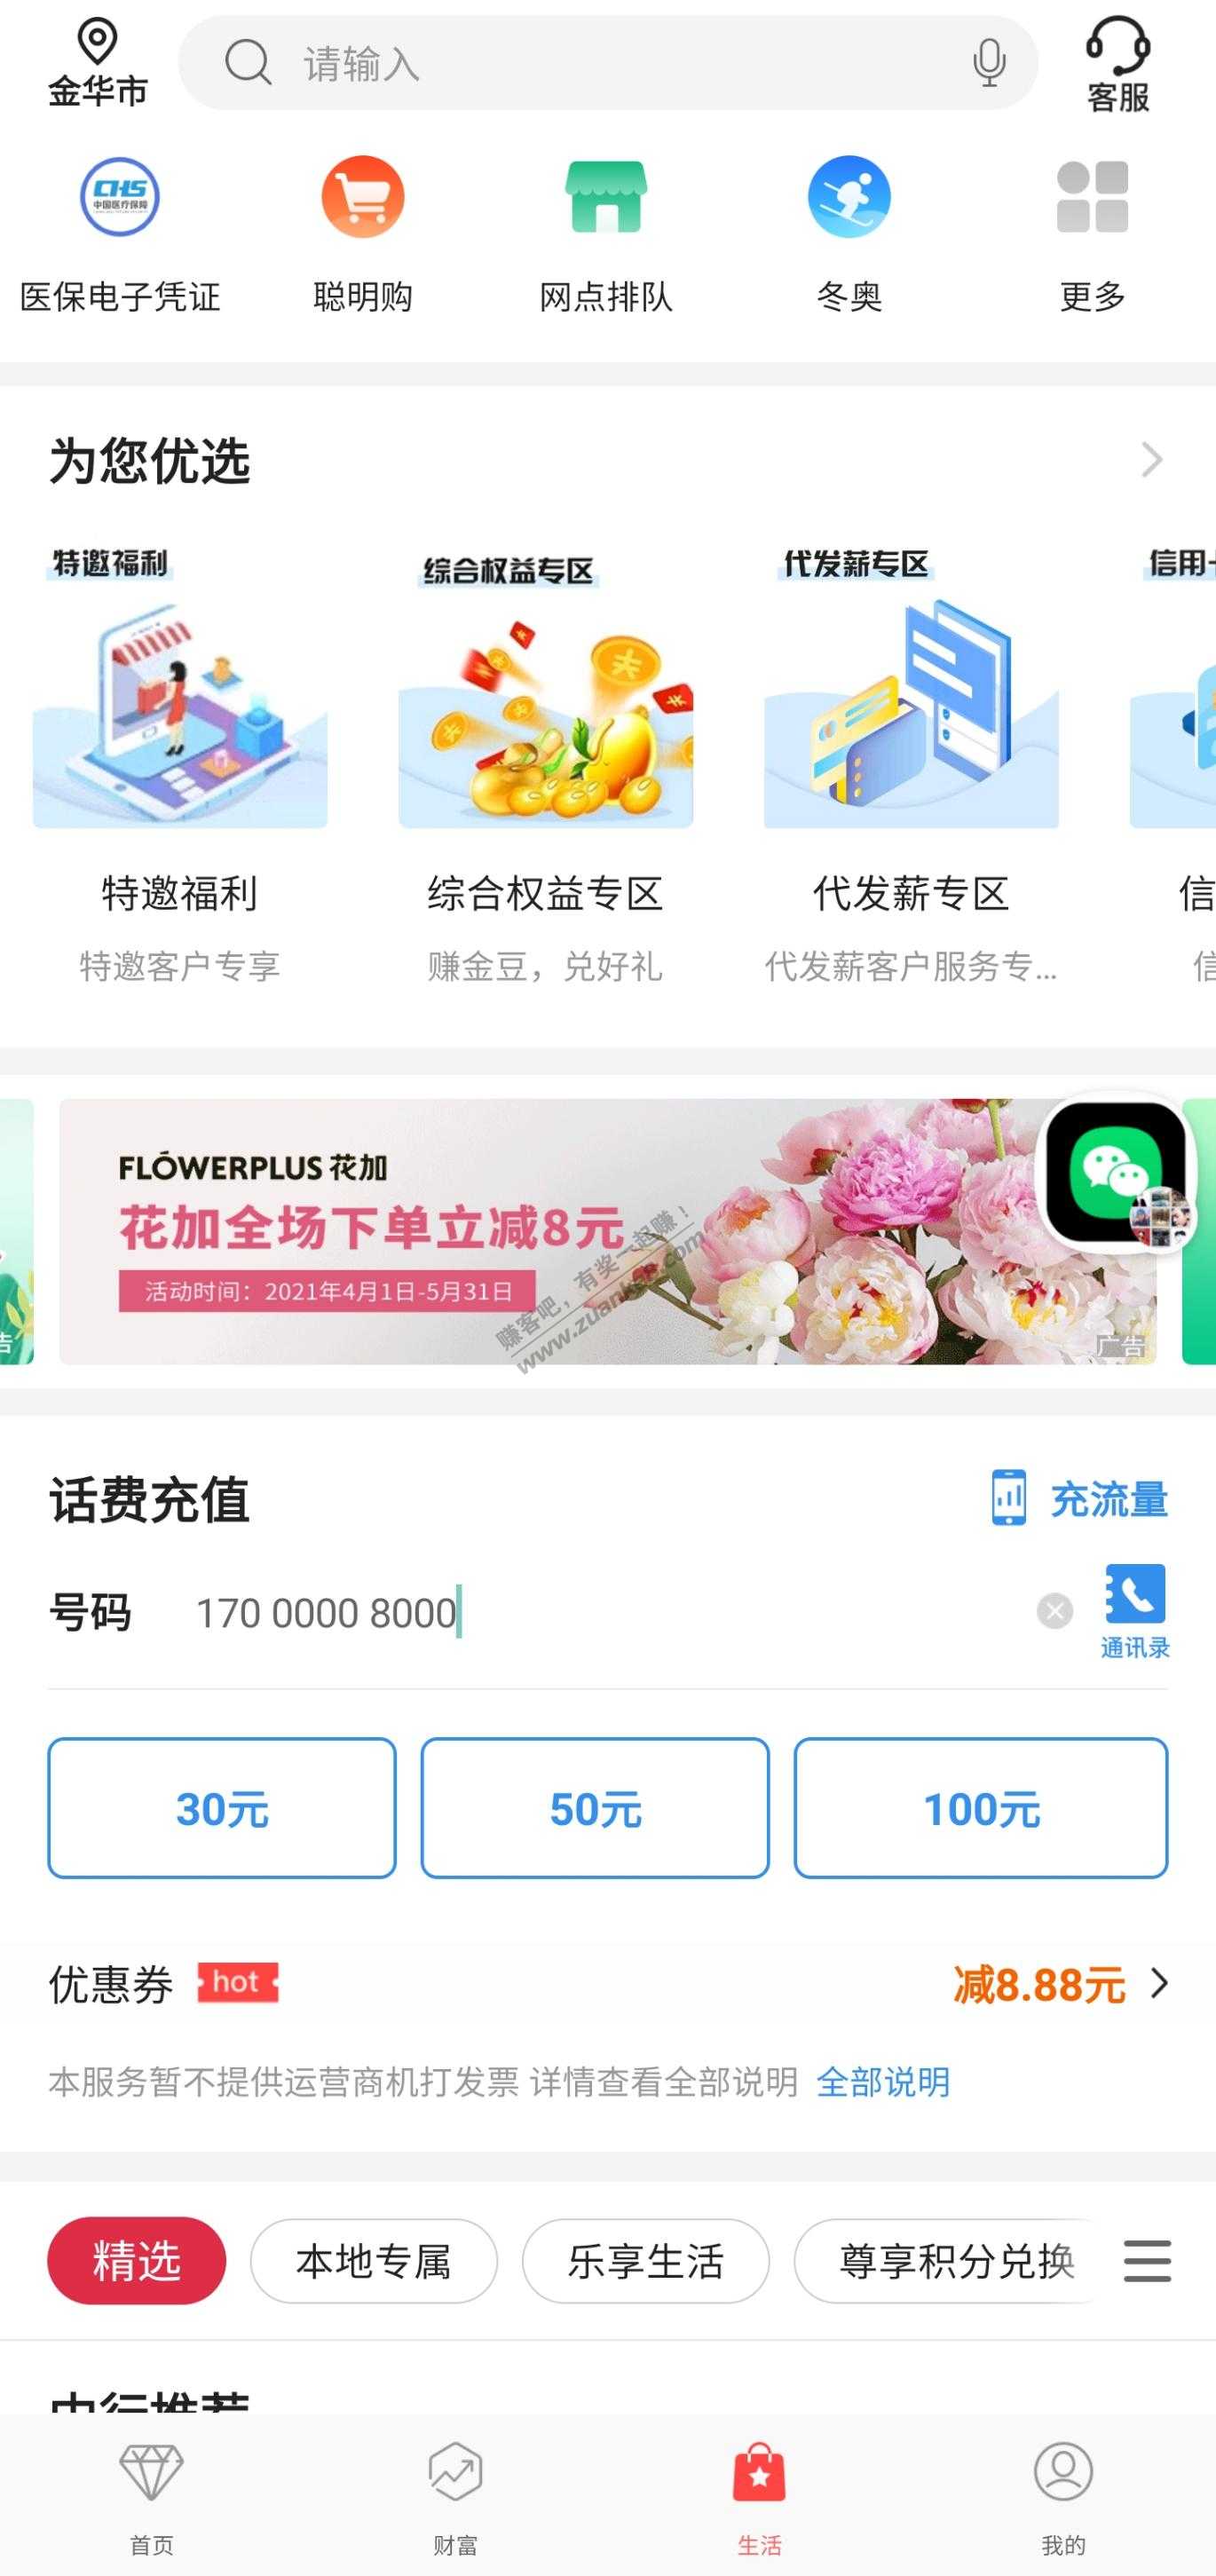 金华市
请输入
客服
CHS
中国医疗保障
医保电子凭证
聪明购
网点排队
冬奥
更多
为您优选
特邀福利
综合权益专区
代发薪专区
信用卡
特邀福利
综合权益专区
代发薪专区
信
特邀客户专享
赚金豆，兑好礼
代发薪客户服务专...
信
FLÓWERPLUS 花加
花加全场下单立减8元
活动时间：2021年4月1日-5月31日
赚客吧，有奖一起赚！
www.zuanke8.com
告
广告
话费充值
充流量
号码
170 0000 8000
通讯录
30元
50元
100元
优惠券
hot
减8.88元
本服务暂不提供运营商机打发票 详情查看全部说明 全部说明
精选
本地专属
乐享生活
尊享积分兑换
中行推荐
首页
财富
生活
我的